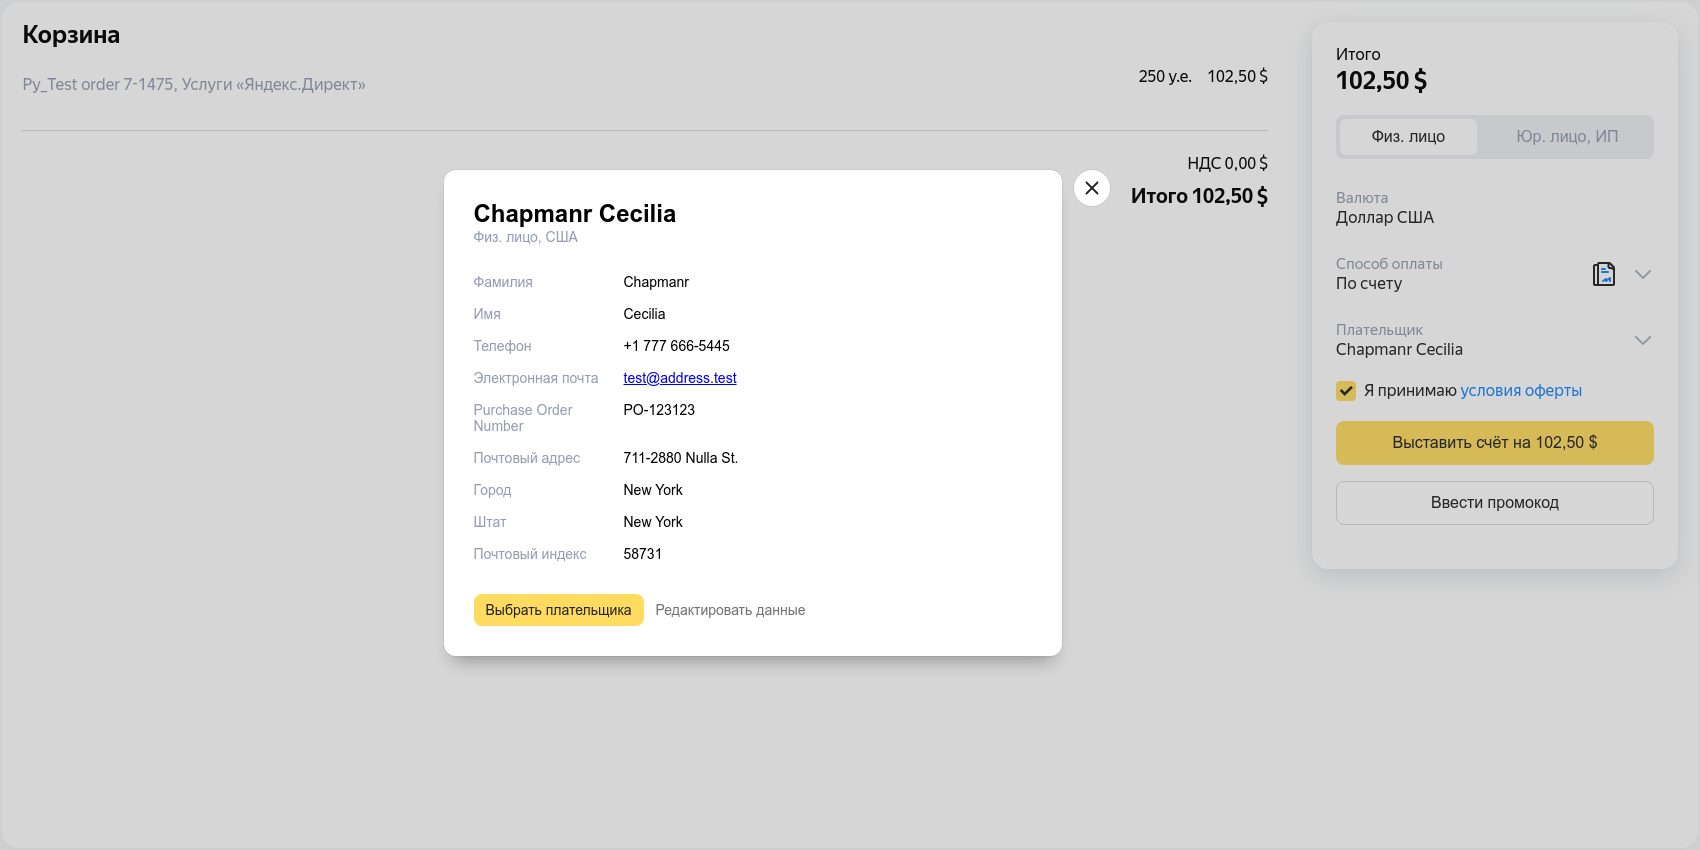 Корзина
Py_Test order 7-1475, Услуги «Яндекс.Директ»
250 у.е. 102,50 $
НДС 0,00 $
Итого 102,50 $
Chapmanr Cecilia
Физ. лицо, США
Фамилия Chapmanr
Имя Cecilia
Телефон +1 777 666-5445
Электронная почта test@address.test
Purchase Order PO-123123
Number
Почтовый адрес 711-2880 Nulla St.
Город New York
Штат New York
Почтовый индекс 58731
Выбрать плательщика Редактировать данные
Итого
102,50 $
Физ. лицо Юр. лицо, ИП
Валюта
Доллар США
Способ оплаты
По счету
Плательщик
Chapmanr Cecilia
Я принимаю условия оферты
Выставить счёт на 102,50 $
Ввести промокод